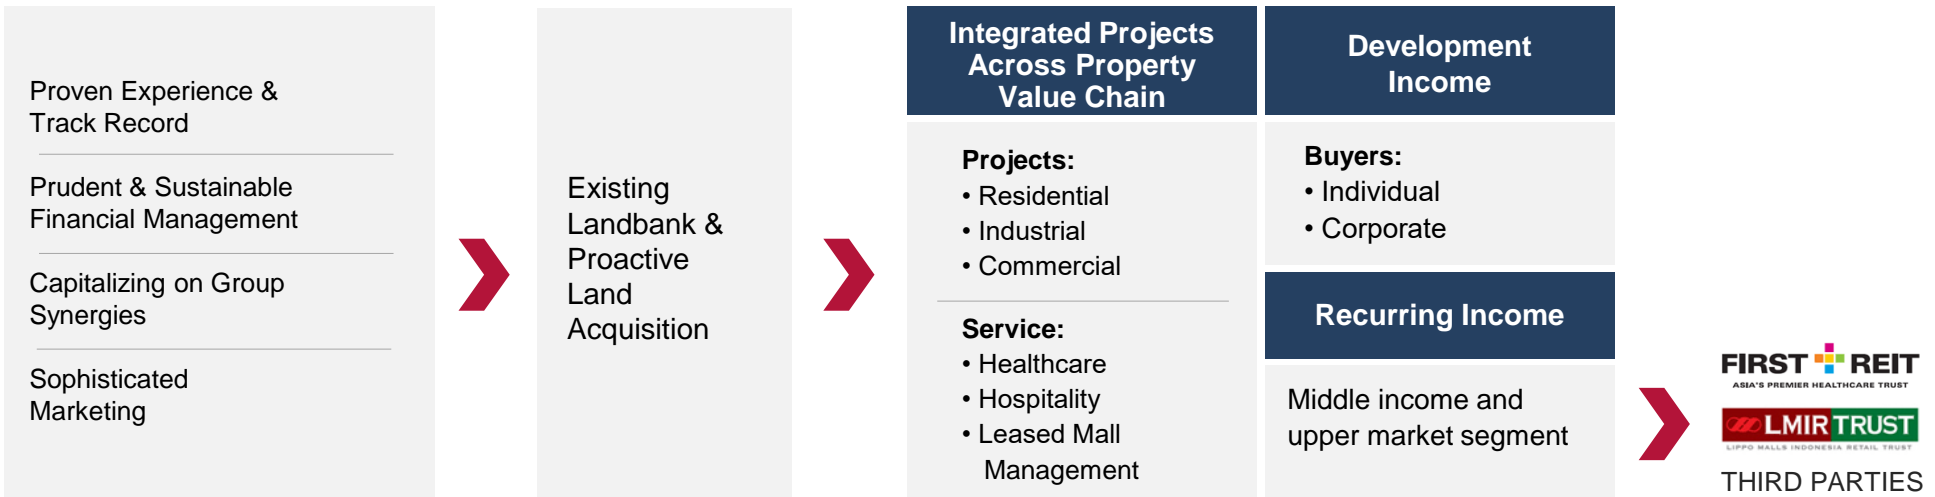 Proven Experience &
Track Record
Prudent & Sustainable
Financial Management
Capitalizing on Group
Synergies
Sophisticated
Marketing
Existing
Landbank &
Proactive
Land
Acquisition
Integrated Projects
Across Property
Value Chain
Projects:
• Residential
• Industrial
• Commercial
Service:
• Healthcare
• Hospitality
• Leased Mall
Management
Development
Income
Buyers:
• Individual
• Corporate
Recurring Income
Middle income and
upper market segment
FIRST REIT
ASIA'S PREMIER HEALTHCARE TRUST
LMIR TRUST
LIPPO MALLS INDONESIA RETAIL TRUST
THIRD PARTIES